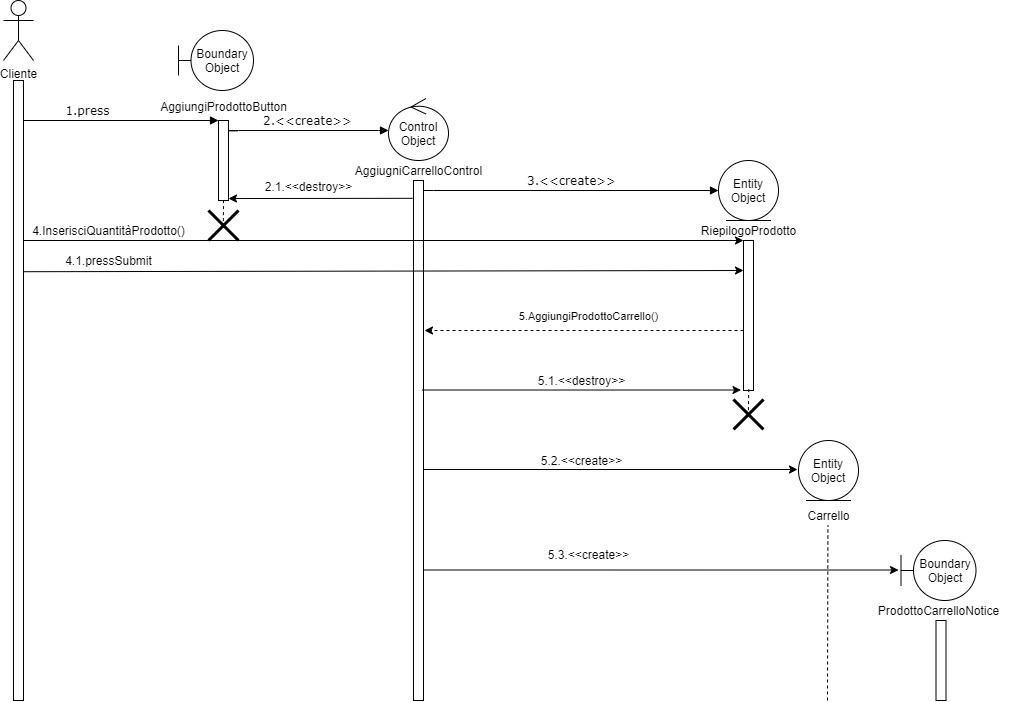 Boundary
Object
Cliente
AggiungiProdottoButton
1.press
2.<<create>>
Control
Object
AggiugniCarrelloControl
2.1.<<destroy>>
3.<<create>>
Entity
Object
RiepilogoProdotto
4.InserisciQuantitàProdotto()
4.1.pressSubmit
5.AggiungiProdottoCarrello()
5.1.<<destroy>>
5.2.<<create>>
Entity
Object
Carrello
5.3.<<create>>
Boundary
Object
ProdottoCarrelloNotice